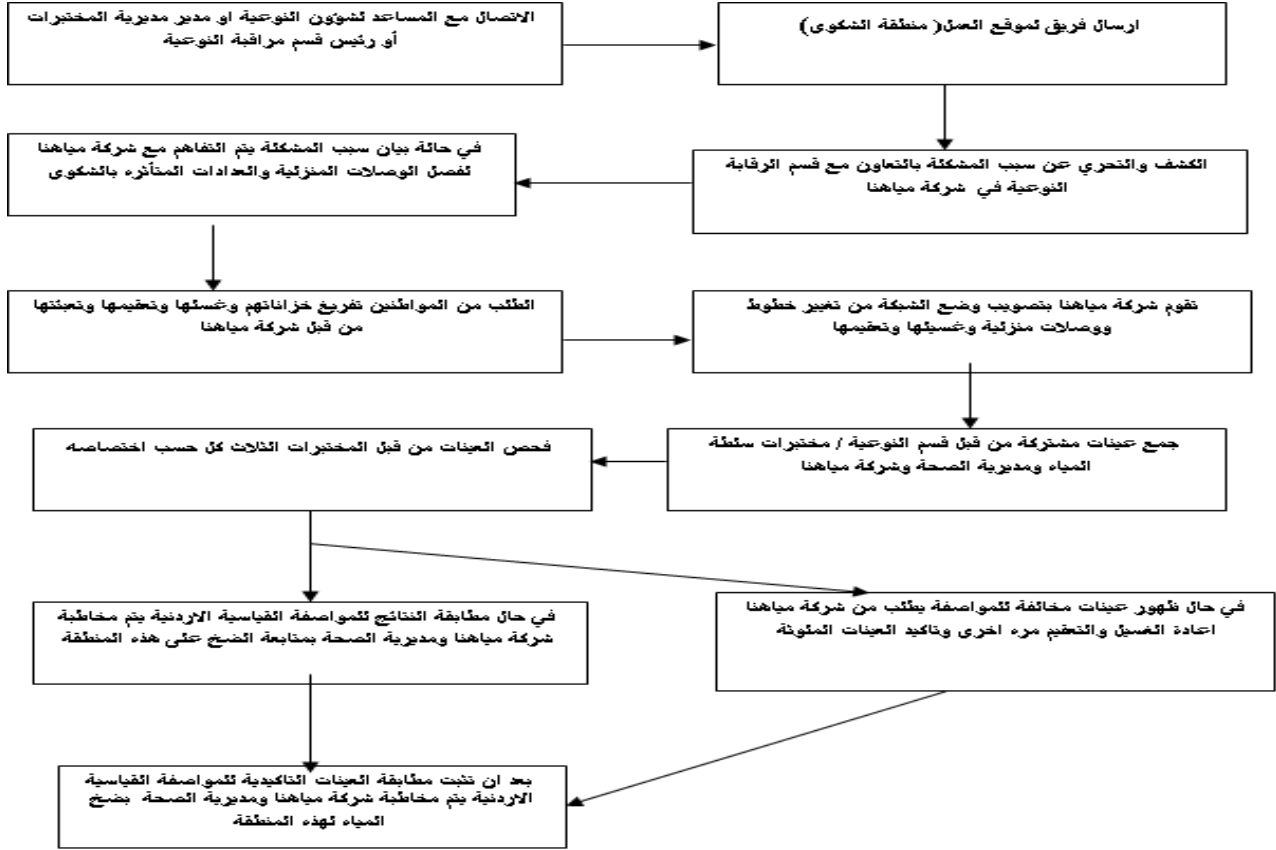 الاتصال مع المساعد لشؤون النوعية او مدير مديرية المختبرات
أو رئيس قسم مراقبة النوعية
ارسال فريق لموقع العمل( منطقة الشكوى)
الكشف والتحري عن سبب المشكلة بالتعاون مع قسم الرقابة
النوعية في شركة مياهنا
في حالة بيان سبب المشكلة يتم التفاهم مع شركة مياهنا
لفصل الوصلات المنزلية والعدادات المتأثره بالشكوى
الطلب من المواطنين تفريغ خزاناتهم وغسلها وتعقيمها وتعبئتها
من قبل شركة مياهنا
تقوم شركة مياهنا بتصويب وضع الشبكة من تغيير خطوط
ووصلات منزلية وغسيلها وتعقيمها
جمع عينات مشتركة من قبل قسم النوعية / مختبرات سلطة
المياه ومديرية الصحة وشركة مياهنا
فحص العينات من قبل المختبرات الثلاث كل حسب اختصاصه
في حال مطابقة النتائج للمواصفة القياسية الاردنية يتم مخاطبة
شركة مياهنا ومديرية الصحة بمتابعة الضخ على هذه المنطقة
في حال ظهور عينات مخالفة للمواصفة يطلب من شركة مياهنا
اعادة الغسيل والتعقيم مره اخرى وتاكيد العينات الملوثة
بعد ان تثبت مطابقة العينات التاكيدية للمواصفة القياسية
الاردنية يتم مخاطبة شركة مياهنا ومديرية الصحة بضخ
المياه لهذه المنطقة